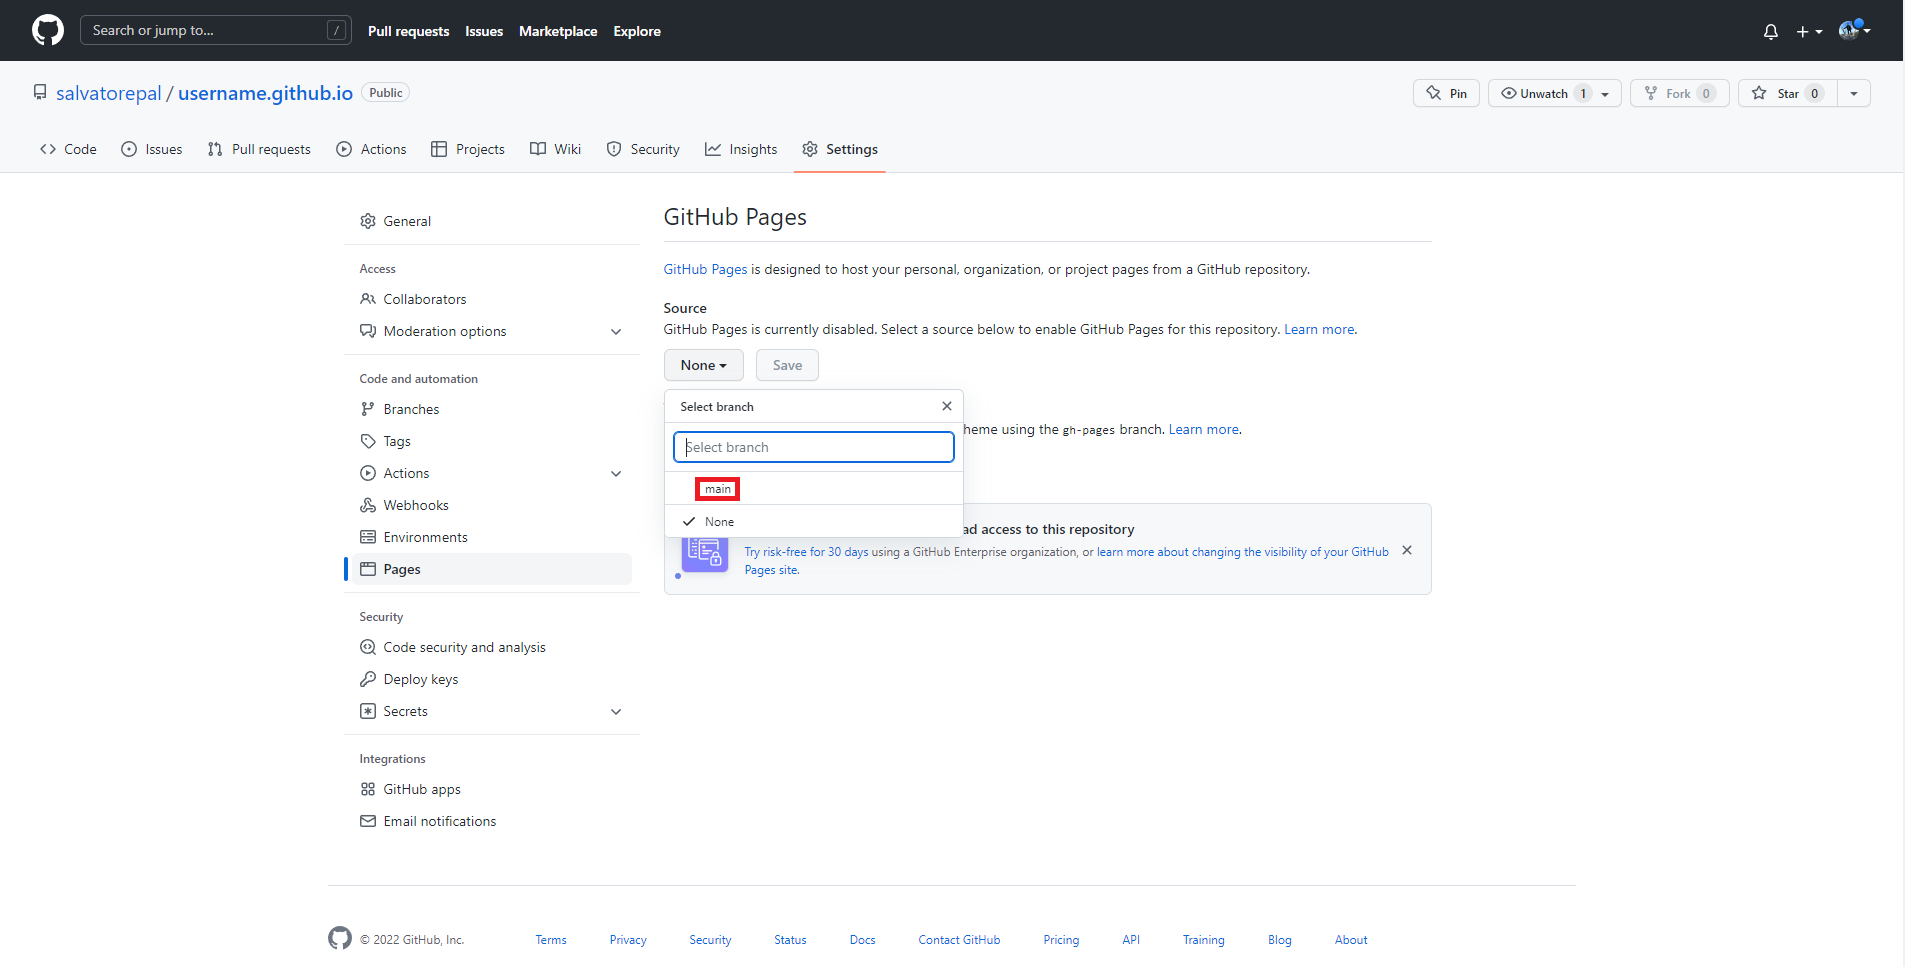 Search or jump to... /
Pull requests Issues Marketplace Explore
salvatorepal / username.github.io Public
Pin Unwatch 1 Fork 0 Star 0
Code Issues Pull requests Actions Projects Wiki Security Insights Settings
General
Access
Collaborators
Moderation options
Code and automation
Branches
Tags
Actions
Webhooks
Environments
Pages
Security
Code security and analysis
Deploy keys
Secrets
Integrations
GitHub apps
Email notifications
GitHub Pages
GitHub Pages is designed to host your personal, organization, or project pages from a GitHub repository.
Source
GitHub Pages is currently disabled. Select a source below to enable GitHub Pages for this repository. Learn more.
None Save
Select branch
Select branch
main
None
heme using the gh-pages branch. Learn more.
ad access to this repository
Try risk-free for 30 days using a GitHub Enterprise organization, or learn more about changing the visibility of your GitHub
Pages site.
© 2022 GitHub, Inc. Terms Privacy Security Status Docs Contact GitHub Pricing API Training Blog About